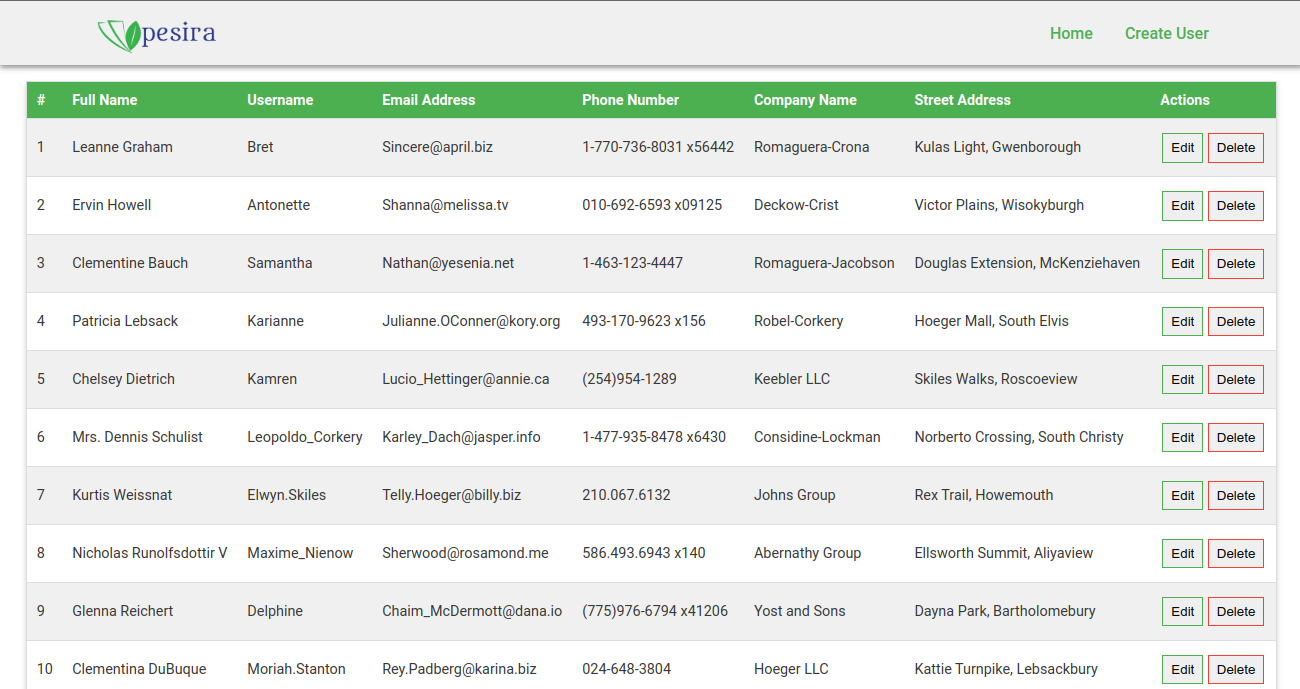 pesira Home Create User
# Full Name Username Email Address Phone Number Company Name Street Address Actions
1 Leanne Graham Bret Sincere@april.biz 1-770-736-8031 x56442 Romaguera-Crona Kulas Light, Gwenborough Edit Delete
2 Ervin Howell Antonette Shanna@melissa.tv 010-692-6593 x09125 Deckow-Crist Victor Plains, Wisokyburgh Edit Delete
3 Clementine Bauch Samantha Nathan@yesenia.net 1-463-123-4447 Romaguera-Jacobson Douglas Extension, McKenziehaven Edit Delete
4 Patricia Lebsack Karianne Julianne.OConner@kory.org 493-170-9623 x156 Robel-Corkery Hoeger Mall, South Elvis Edit Delete
5 Chelsey Dietrich Kamren Lucio_Hettinger@annie.ca (254)954-1289 Keebler LLC Skiles Walks, Roscoeview Edit Delete
6 Mrs. Dennis Schulist Leopoldo_Corkery Karley_Dach@jasper.info 1-477-935-8478 x6430 Considine-Lockman Norberto Crossing, South Christy Edit Delete
7 Kurtis Weissnat Elwyn.Skiles Telly.Hoeger@billy.biz 210.067.6132 Johns Group Rex Trail, Howemouth Edit Delete
8 Nicholas Runolfsdottir V Maxime_Nienow Sherwood@rosamond.me 586.493.6943 x140 Abernathy Group Ellsworth Summit, Aliyaview Edit Delete
9 Glenna Reichert Delphine Chaim_McDermott@dana.io (775)976-6794 x41206 Yost and Sons Dayna Park, Bartholomebury Edit Delete
10 Clementina DuBuque Moriah.Stanton Rey.Padberg@karina.biz 024-648-3804 Hoeger LLC Kattie Turnpike, Lebsackbury Edit Delete